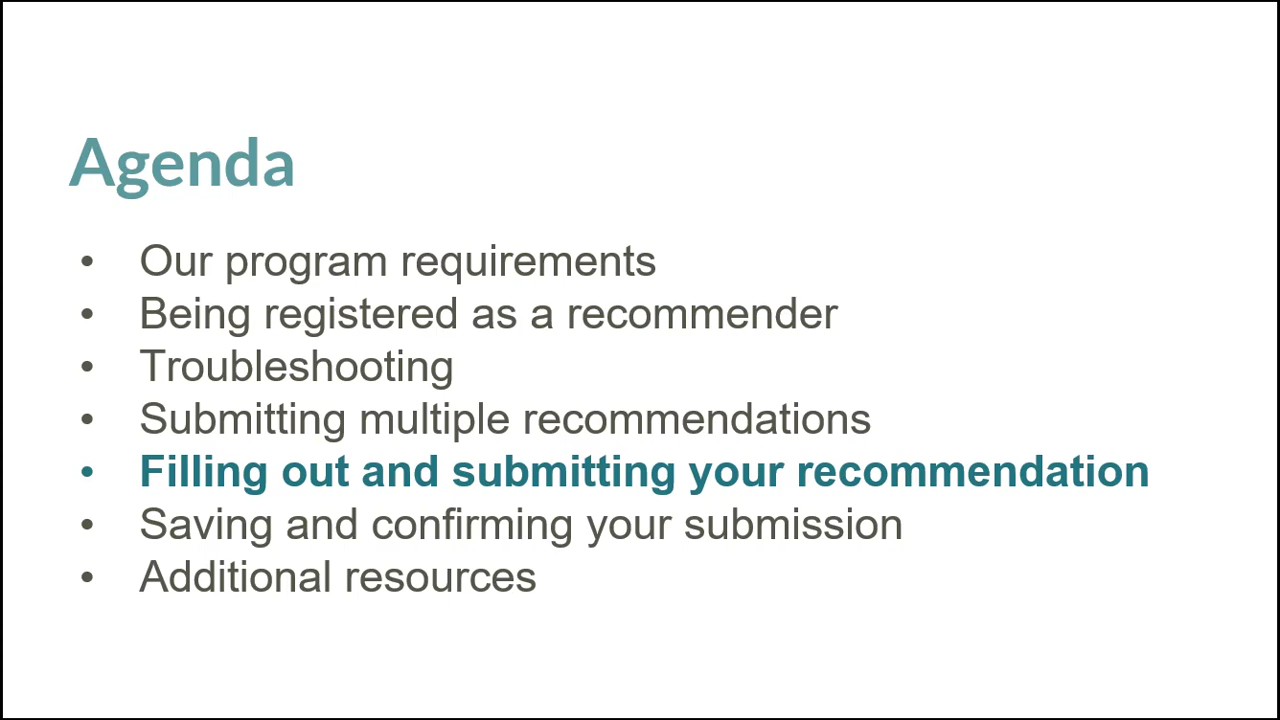 Agenda
• Our program requirements
• Being registered as a recommender
• Troubleshooting
• Submitting multiple recommendations
• Filling out and submitting your recommendation
• Saving and confirming your submission
• Additional resources